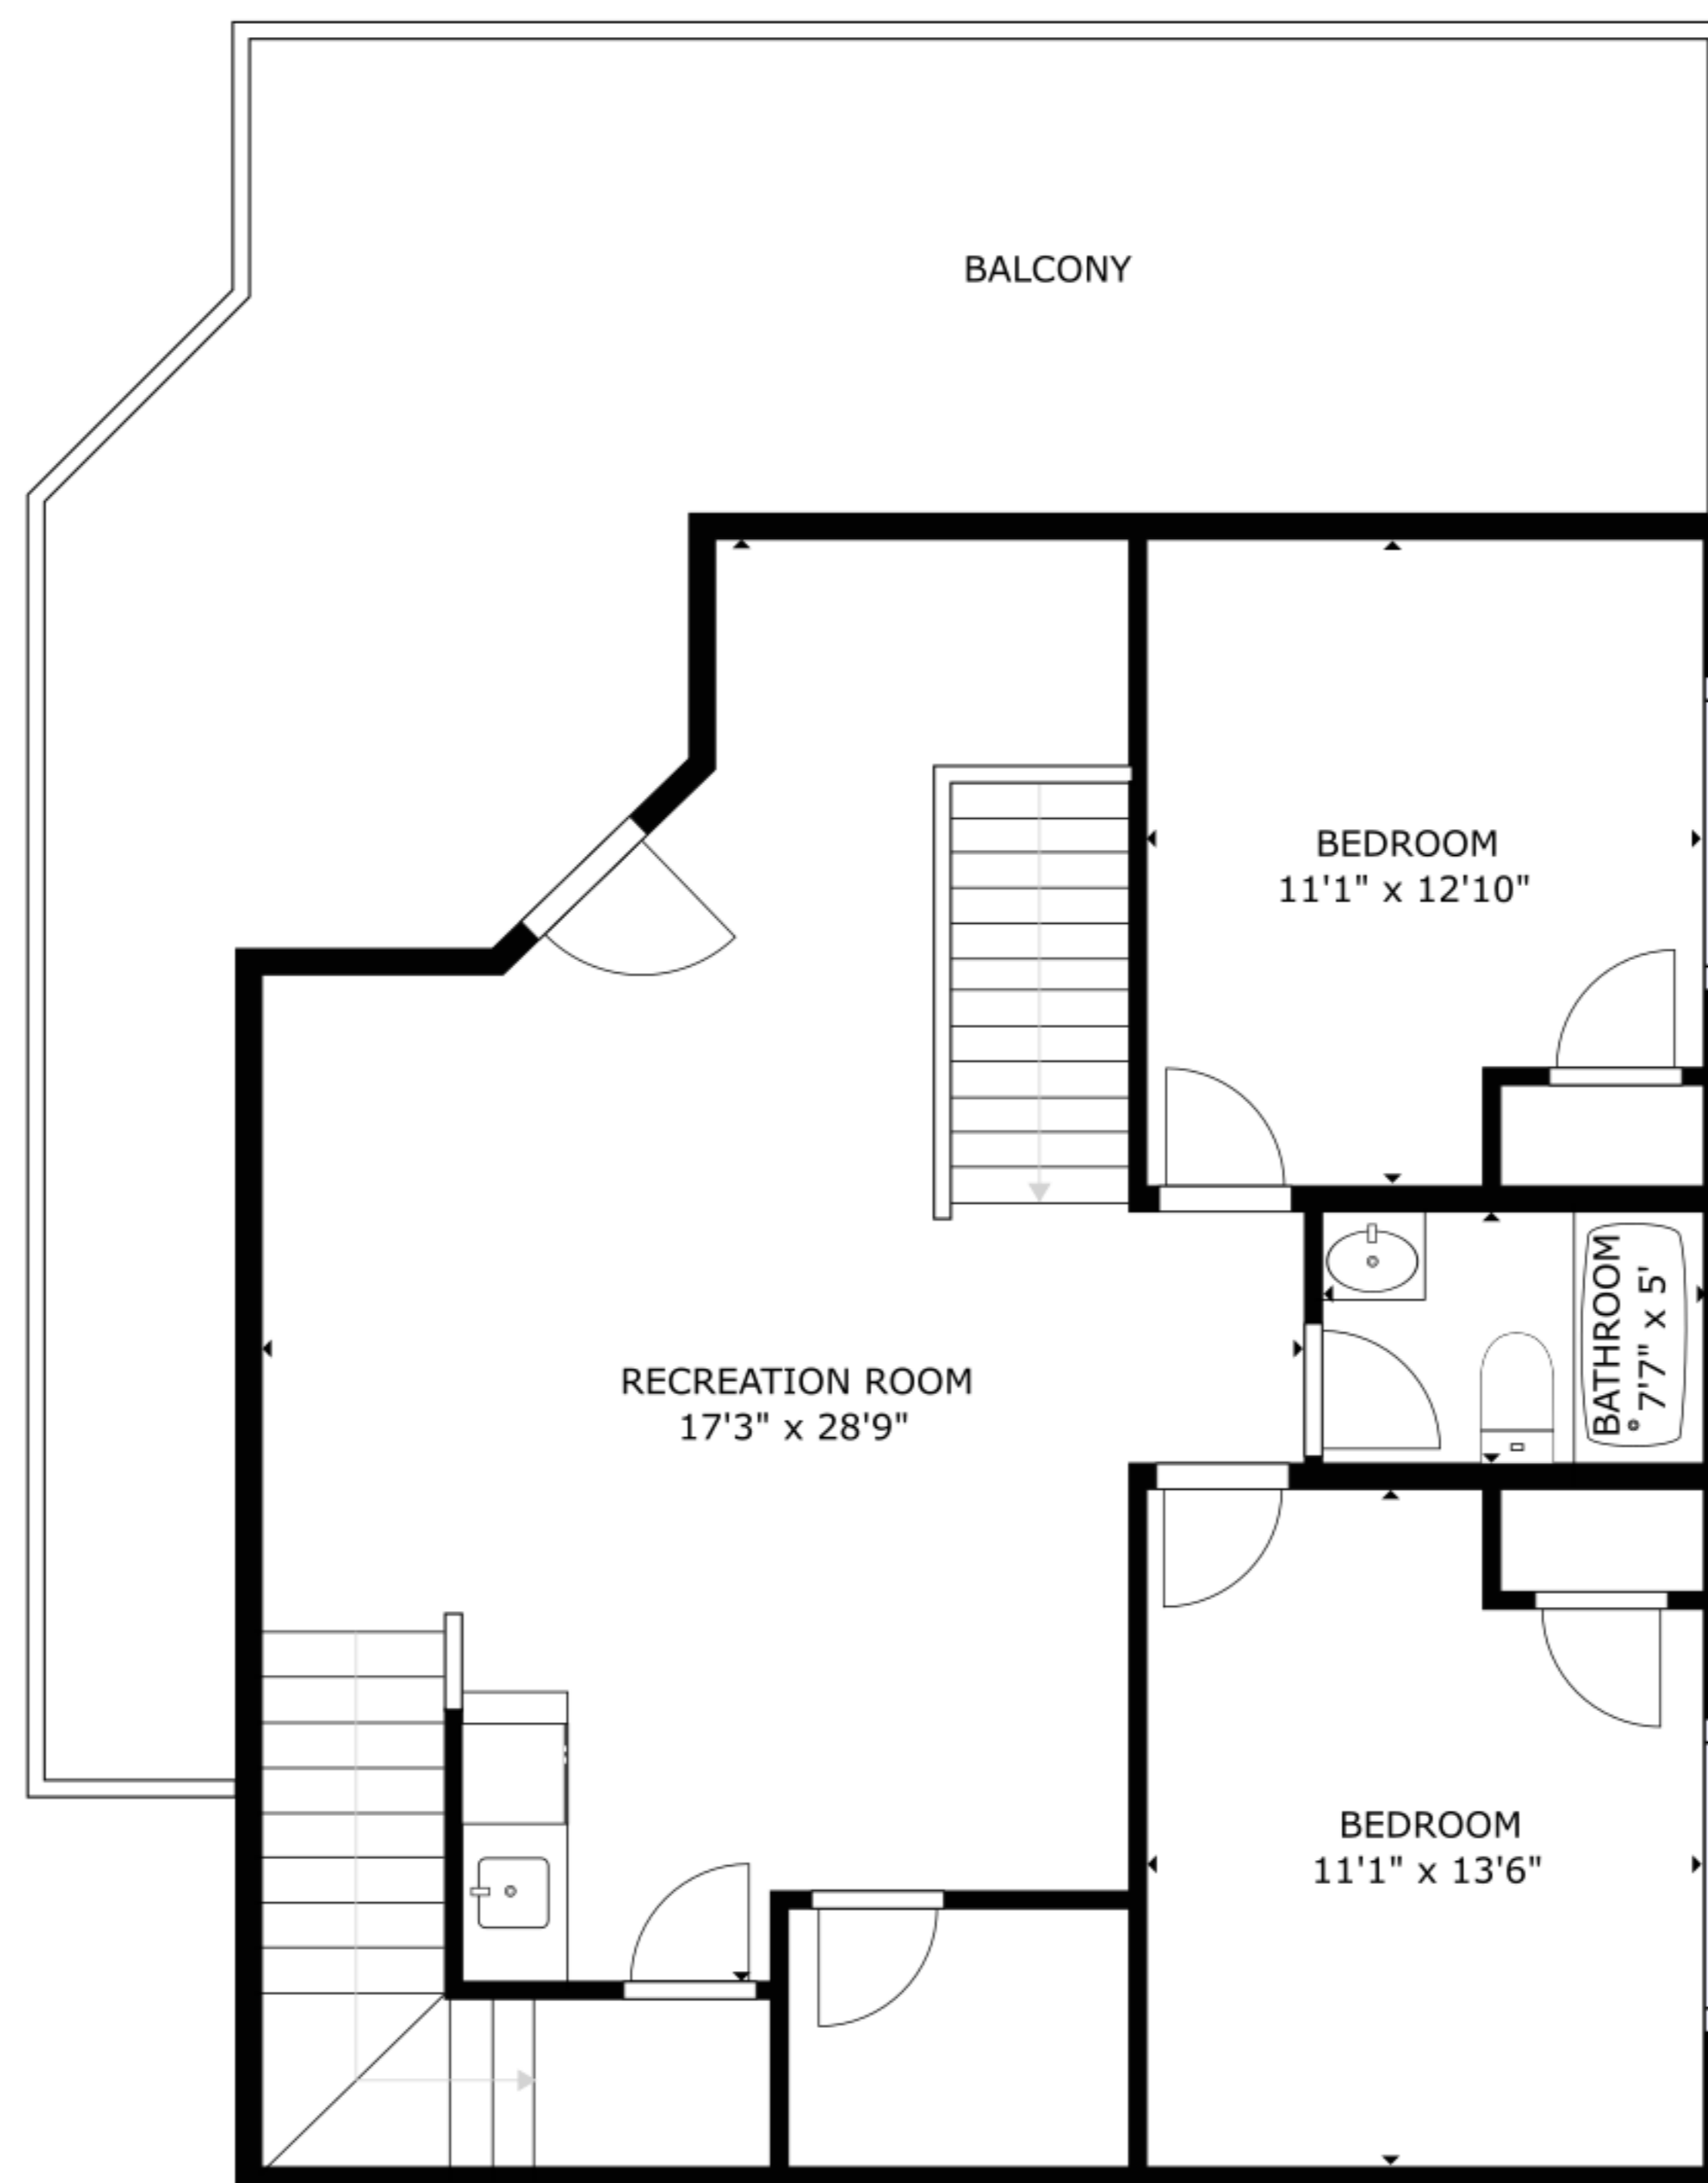 BALCONY
BEDROOM
11'1" x 12'10"
BATHROOM
7'7" x 5'
RECREATION ROOM
17'3" x 28'9"
BEDROOM
11'1" x 13'6"